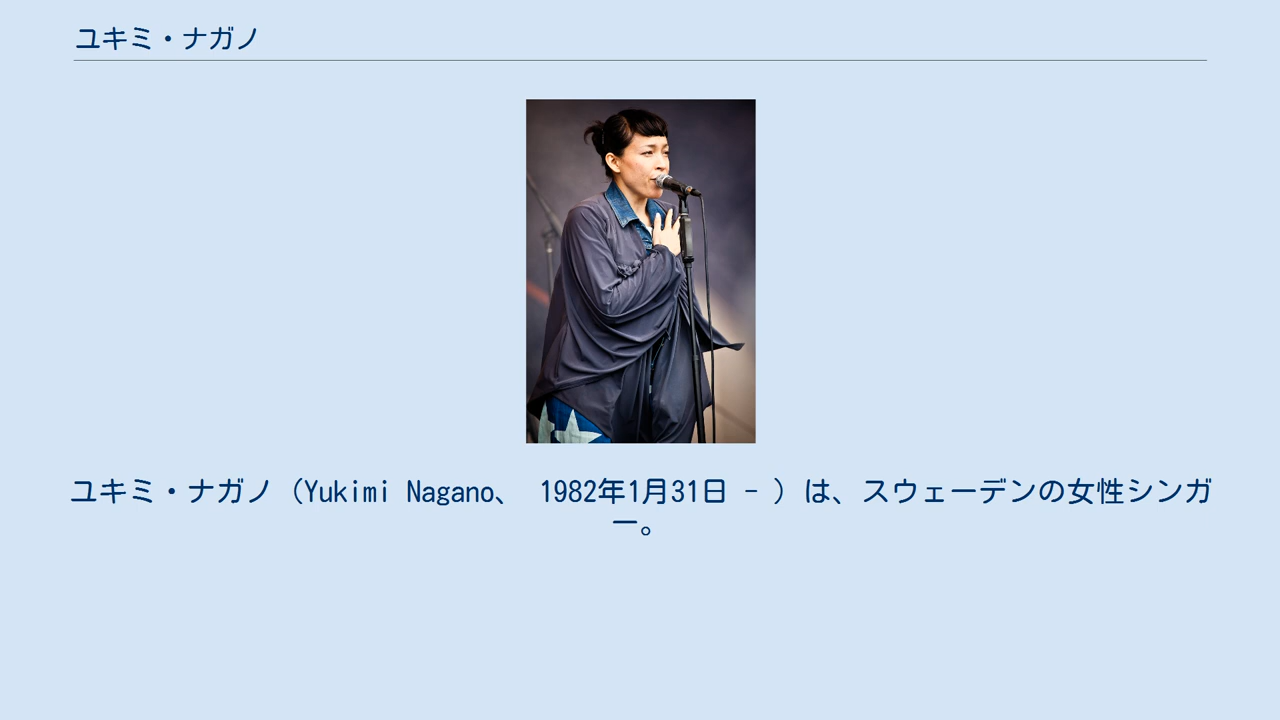 ユキミ・ナガノ
ユキミ・ナガノ（Yukimi Nagano、 1982年1月31日 - ）は、スウェーデンの女性シンガ
ー。